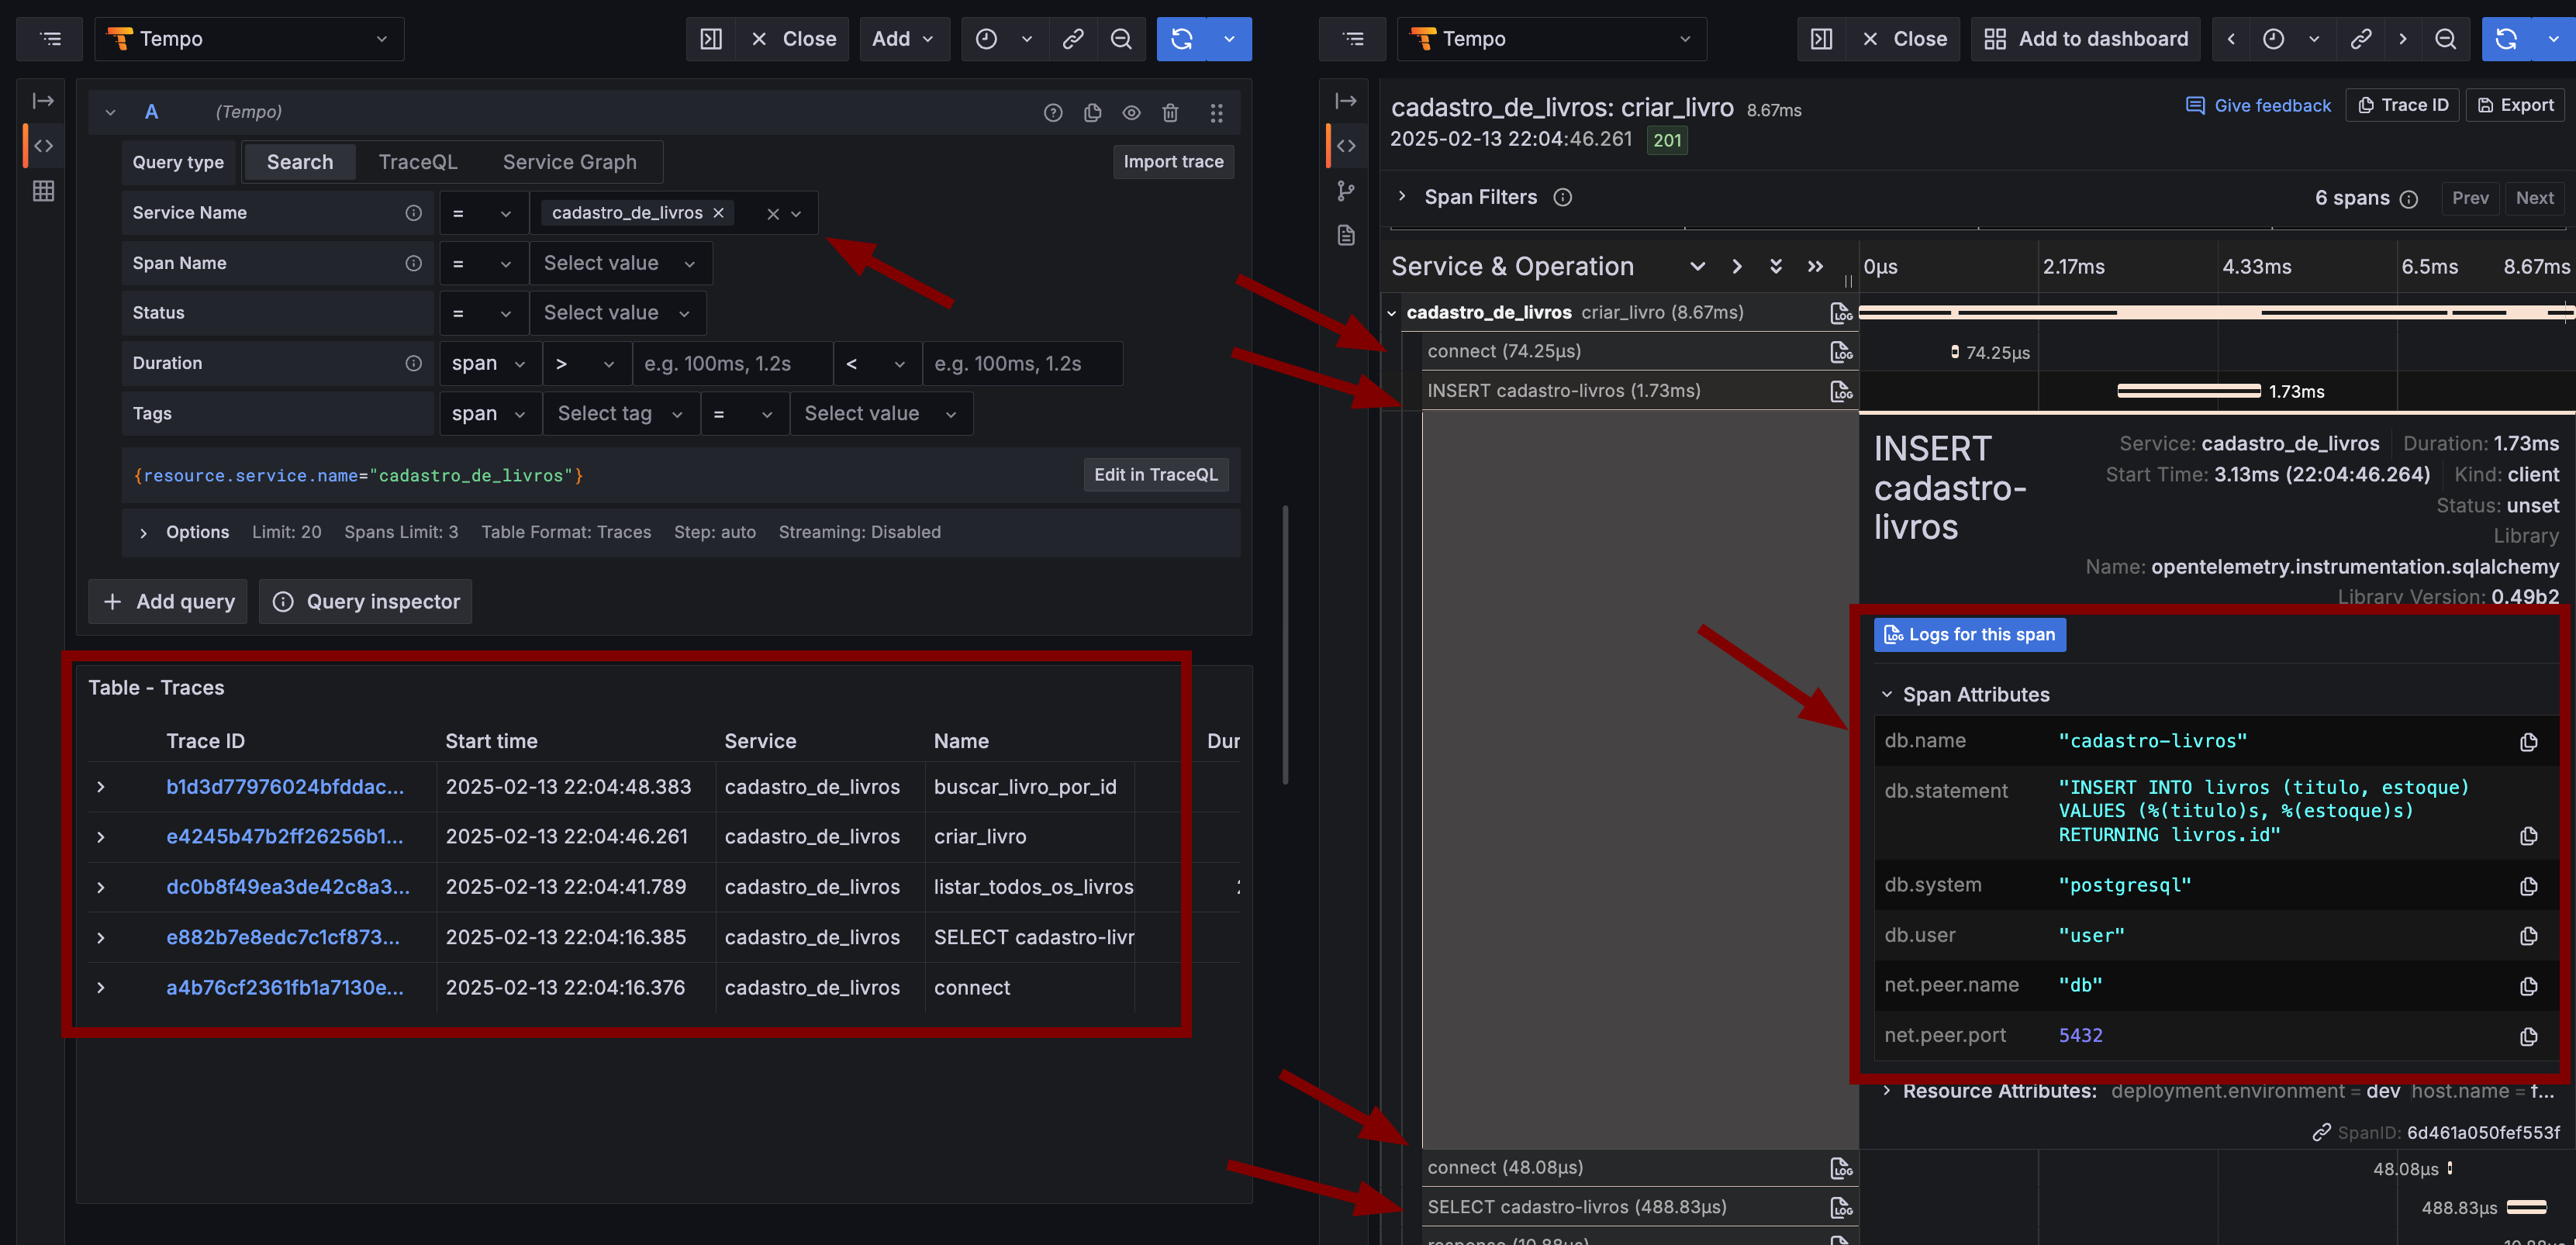 Tempo
Close
Add
A
(Tempo)
Query type
Search
TraceQL
Service Graph
Import trace
Service Name
=
cadastro_de_livros
Span Name
=
Select value
Status
=
Select value
Duration
span
>
e.g. 100ms, 1.2s
<
e.g. 100ms, 1.2s
Tags
span
Select tag
=
Select value
{resource.service.name="cadastro_de_livros"}
Edit in TraceQL
Options Limit: 20 Spans Limit: 3 Table Format: Traces Step: auto Streaming: Disabled
+ Add query
Query inspector
Table - Traces
Trace ID Start time Service Name Dur
b1d3d77976024bfddac... 2025-02-13 22:04:48.383 cadastro_de_livros buscar_livro_por_id
e4245b47b2ff26256b1... 2025-02-13 22:04:46.261 cadastro_de_livros criar_livro
dc0b8f49ea3de42c8a3... 2025-02-13 22:04:41.789 cadastro_de_livros listar_todos_os_livros
e882b7e8edc7c1cf873... 2025-02-13 22:04:16.385 cadastro_de_livros SELECT cadastro-livr
a4b76cf2361fb1a7130e... 2025-02-13 22:04:16.376 cadastro_de_livros connect
Tempo
Close
Add to dashboard
cadastro_de_livros: criar_livro 8.67ms
Give feedback
Trace ID
Export
2025-02-13 22:04:46.261 201
Span Filters
6 spans
Prev
Next
Service & Operation
0µs 2.17ms 4.33ms 6.5ms 8.67ms
cadastro_de_livros criar_livro (8.67ms)
LOG
connect (74.25µs)
LOG
74.25µs
INSERT cadastro-livros (1.73ms)
LOG
1.73ms
INSERT
cadastro-
livros
Service: cadastro_de_livros Duration: 1.73ms
Start Time: 3.13ms (22:04:46.264) Kind: client
Status: unset
Library
Name: opentelemetry.instrumentation.sqlalchemy
Library Version: 0.49b2
LOG Logs for this span
Span Attributes
db.name "cadastro-livros"
db.statement "INSERT INTO livros (titulo, estoque)
VALUES (%(titulo)s, %(estoque)s)
RETURNING livros.id"
db.system "postgresql"
db.user "user"
net.peer.name "db"
net.peer.port 5432
Resource Attributes: deployment.environment = dev host.name = f...
SpanID: 6d461a050fef553f
connect (48.08µs)
LOG
48.08µs
SELECT cadastro-livros (488.83µs)
LOG
488.83µs